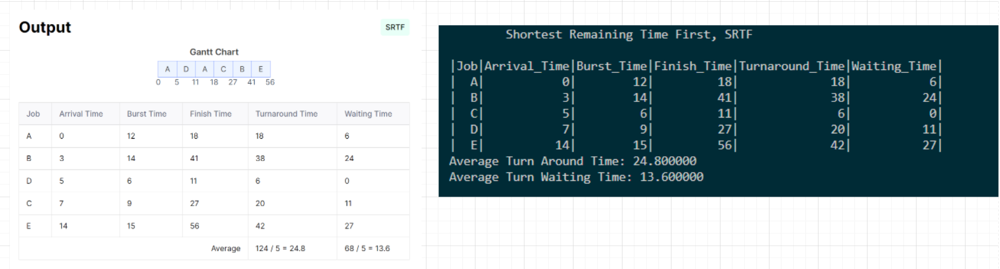 Output
SRTF
Gantt Chart
A D A C B E
0 5 11 18 27 41 56
Job Arrival Time Burst Time Finish Time Turnaround Time Waiting Time
A 0 12 18 18 6
B 3 14 41 38 24
D 5 6 11 6 0
C 7 9 27 20 11
E 14 15 56 42 27
Average 124 / 5 = 24.8 68 / 5 = 13.6
Shortest Remaining Time First, SRTF
|Job|Arrival_Time|Burst_Time|Finish_Time|Turnaround_Time|Waiting_Time|
| A| 0| 12| 18| 18| 6|
| B| 3| 14| 41| 38| 24|
| C| 5| 6| 11| 6| 0|
| D| 7| 9| 27| 20| 11|
| E| 14| 15| 56| 42| 27|
Average Turn Around Time: 24.800000
Average Turn Waiting Time: 13.600000